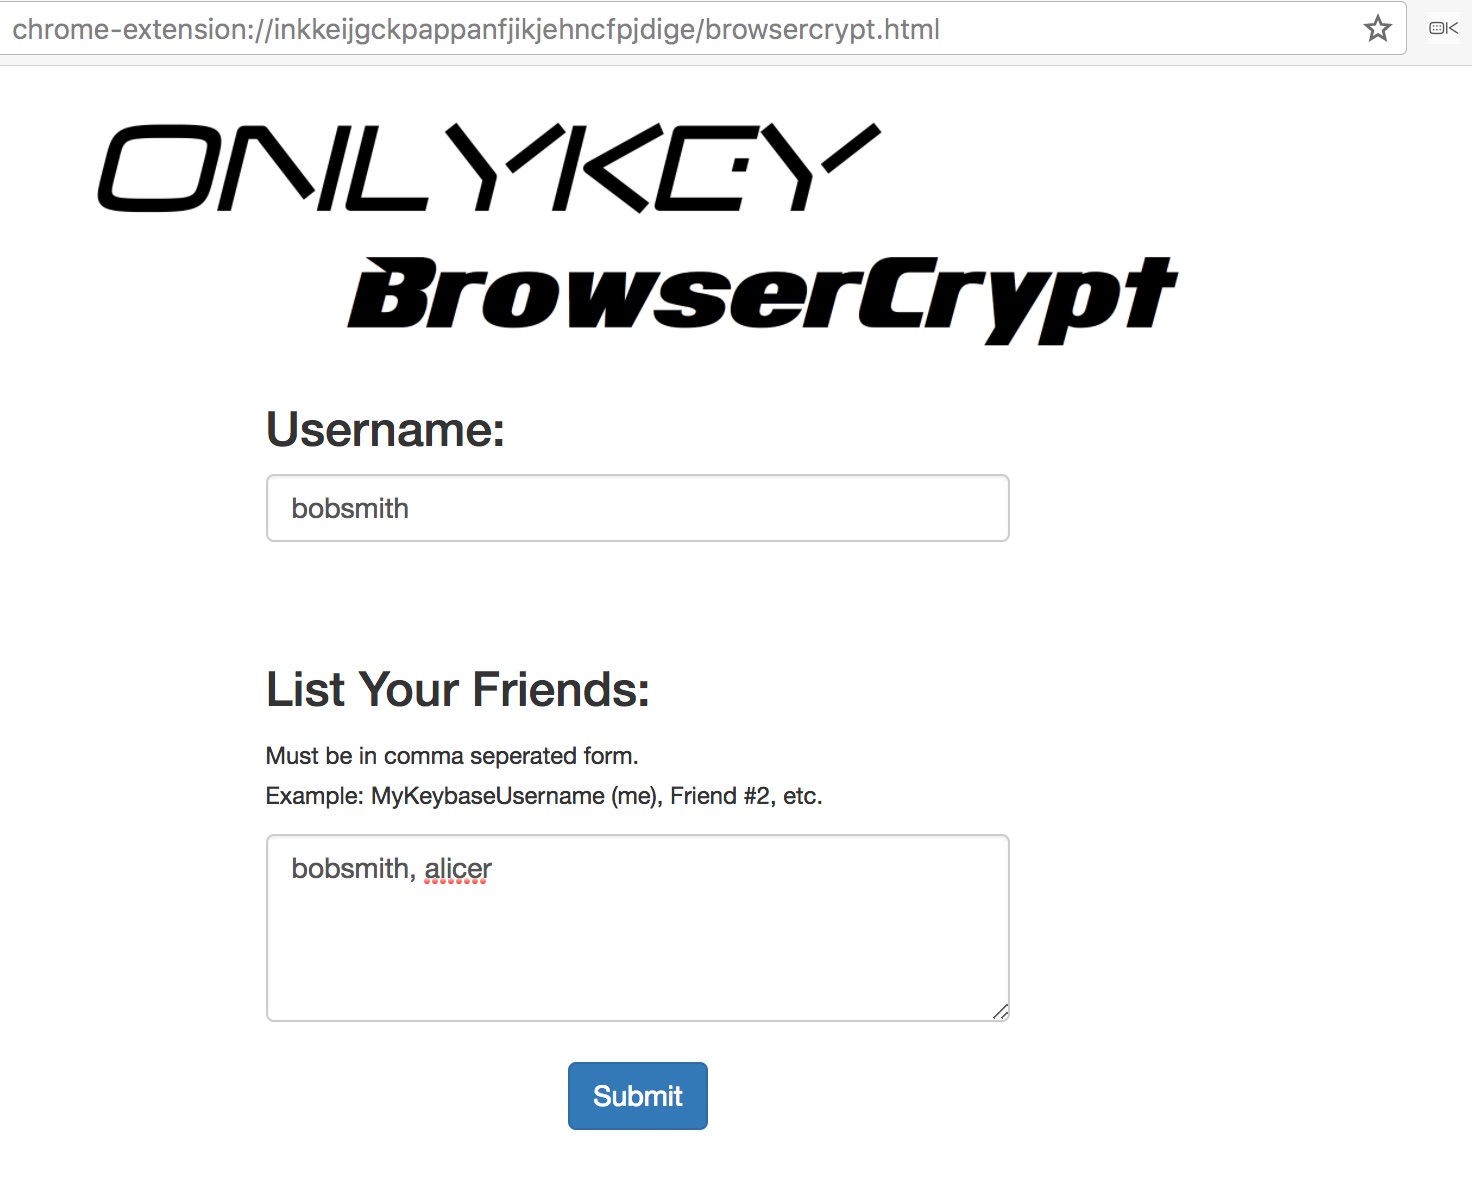 chrome-extension://inkkeijgckpappanfjikjehncfpjdige/browsercrypt.html
ONLYKEY
BrowserCrypt
Username:
bobsmith
List Your Friends:
Must be in comma seperated form.
Example: MyKeybaseUsername (me), Friend #2, etc.
bobsmith, alicer
Submit